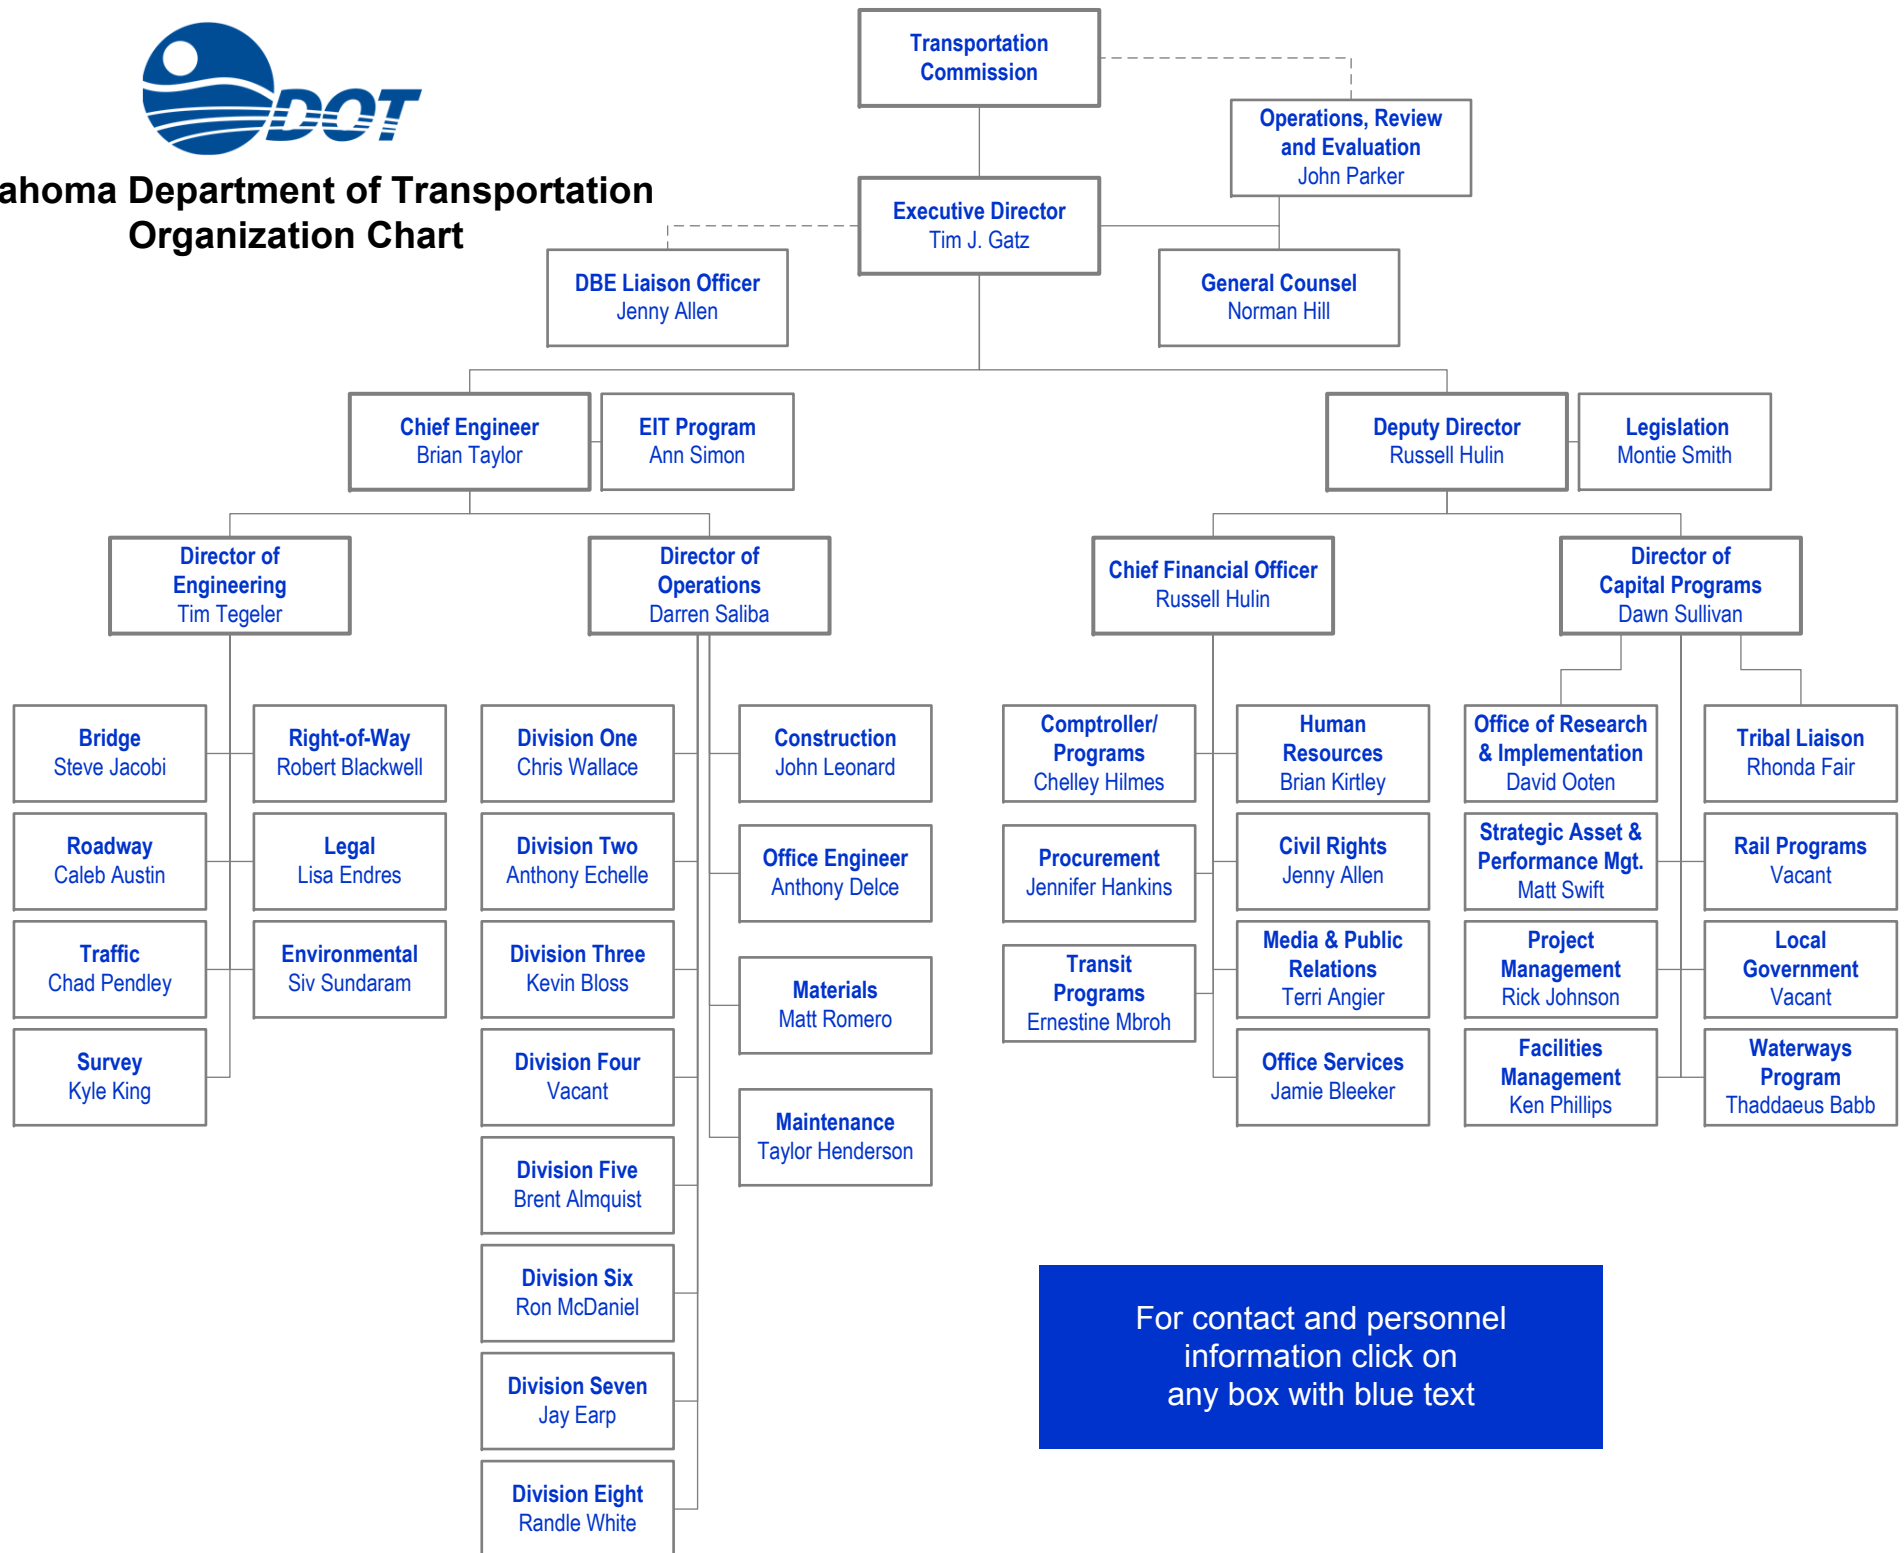 DOT
ahoma Department of Transportation
Organization Chart
Transportation
Commission
Operations, Review
and Evaluation
John Parker
Executive Director
Tim J. Gatz
DBE Liaison Officer
Jenny Allen
General Counsel
Norman Hill
Chief Engineer
Brian Taylor
EIT Program
Ann Simon
Deputy Director
Russell Hulin
Legislation
Montie Smith
Director of
Engineering
Tim Tegeler
Director of
Operations
Darren Saliba
Chief Financial Officer
Russell Hulin
Director of
Capital Programs
Dawn Sullivan
Bridge
Steve Jacobi
Right-of-Way
Robert Blackwell
Roadway
Caleb Austin
Legal
Lisa Endres
Traffic
Chad Pendley
Environmental
Siv Sundaram
Survey
Kyle King
Division One
Chris Wallace
Division Two
Anthony Echelle
Division Three
Kevin Bloss
Division Four
Vacant
Division Five
Brent Almquist
Division Six
Ron McDaniel
Division Seven
Jay Earp
Division Eight
Randle White
Construction
John Leonard
Office Engineer
Anthony Delce
Materials
Matt Romero
Maintenance
Taylor Henderson
Comptroller/
Programs
Chelley Hilmes
Human
Resources
Brian Kirtley
Procurement
Jennifer Hankins
Civil Rights
Jenny Allen
Transit
Programs
Ernestine Mbroh
Media & Public
Relations
Terri Angier
Office Services
Jamie Bleeker
Office of Research
& Implementation
David Ooten
Tribal Liaison
Rhonda Fair
Strategic Asset &
Performance Mgt.
Matt Swift
Rail Programs
Vacant
Project
Management
Rick Johnson
Local
Government
Vacant
Facilities
Management
Ken Phillips
Waterways
Program
Thaddaeus Babb
For contact and personnel
information click on
any box with blue text